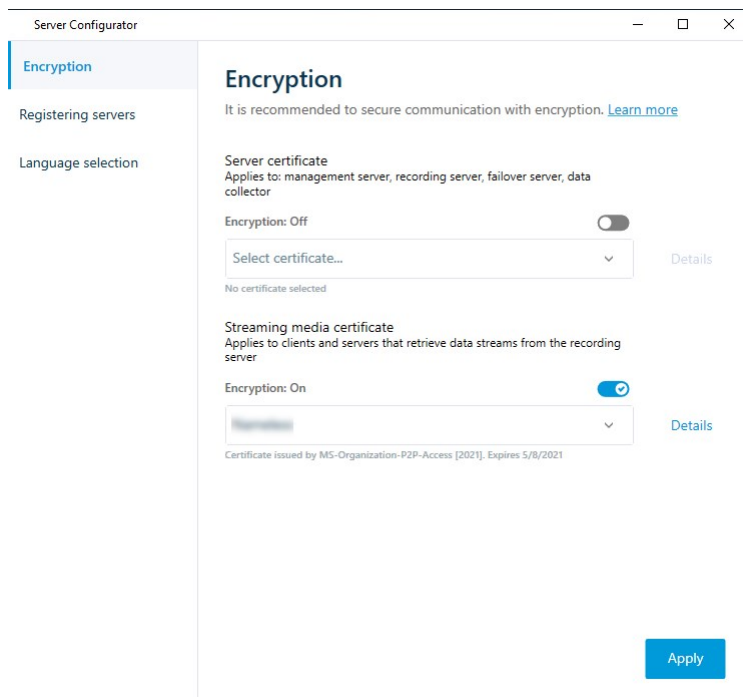 Server Configurator
Encryption
Registering servers
Language selection
Encryption
It is recommended to secure communication with encryption. Learn more
Server certificate
Applies to: management server, recording server, failover server, data
collector
Encryption: Off
Select certificate...
Details
No certificate selected
Streaming media certificate
Applies to clients and servers that retrieve data streams from the recording
server
Encryption: On
Details
Certificate issued by MS-Organization-P2P-Access [2021]. Expires 5/8/2021
Apply